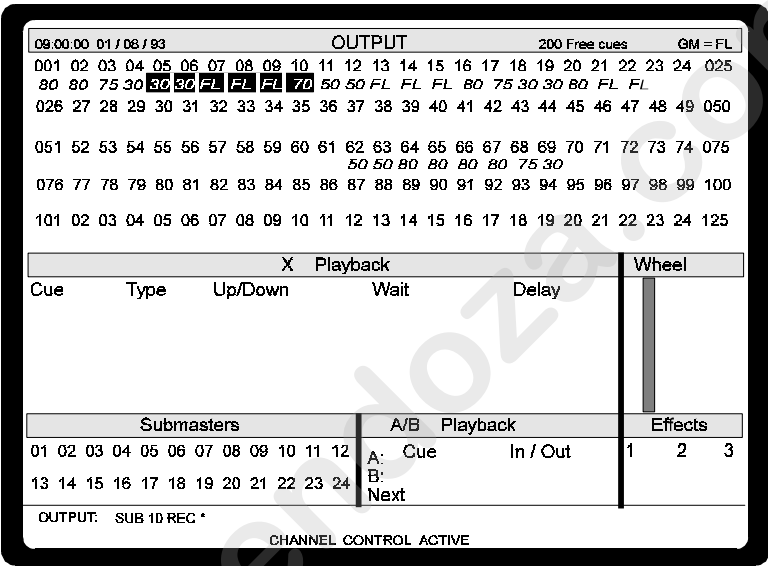 09:00:00 01 / 08 / 93 OUTPUT 200 Free cues GM = FL
001 02 03 04 05 06 07 08 09 10 11 12 13 14 15 16 17 18 19 20 21 22 23 24 025
80 80 75 30 30 30 FL FL FL 70 50 50 FL FL FL 80 75 30 30 80 FL FL
026 27 28 29 30 31 32 33 34 35 36 37 38 39 40 41 42 43 44 45 46 47 48 49 050
051 52 53 54 55 56 57 58 59 60 61 62 63 64 65 66 67 68 69 70 71 72 73 74 075
50 50 80 80 80 80 75 30
076 77 78 79 80 81 82 83 84 85 86 87 88 89 90 91 92 93 94 95 96 97 98 99 100
101 02 03 04 05 06 07 08 09 10 11 12 13 14 15 16 17 18 19 20 21 22 23 24 125
X Playback Wheel
Cue Type Up/Down Wait Delay
Submasters A/B Playback Effects
01 02 03 04 05 06 07 08 09 10 11 12 A: Cue In / Out 1 2 3
13 14 15 16 17 18 19 20 21 22 23 24 B:
Next
OUTPUT: SUB 10 REC *
CHANNEL CONTROL ACTIVE
endoza.co